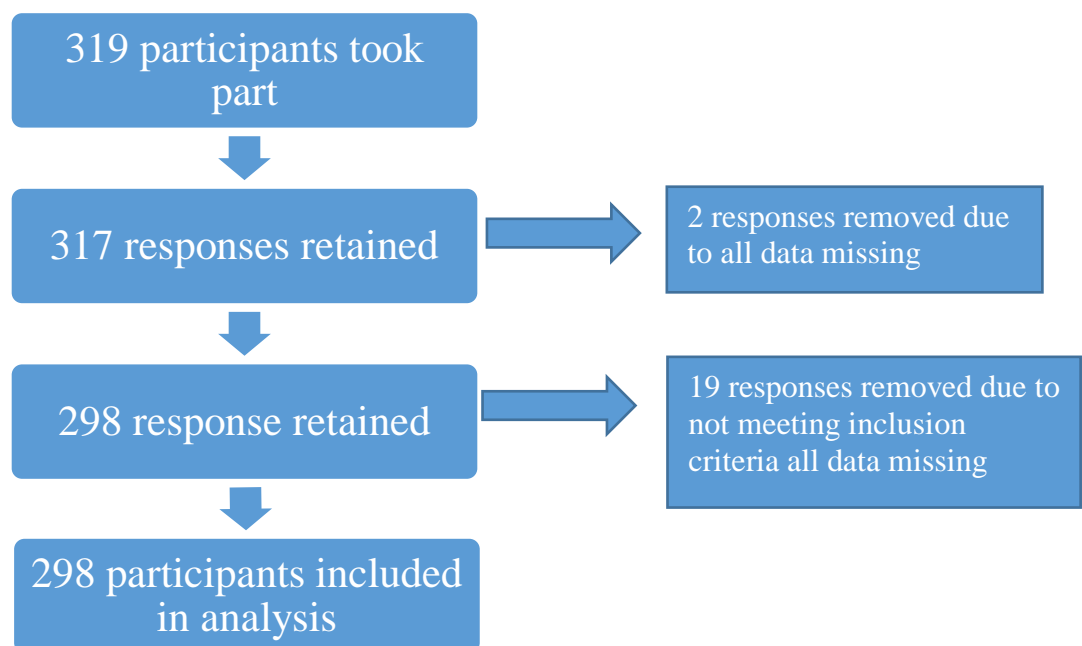 319 participants took
part
317 responses retained
2 responses removed due
to all data missing
298 response retained
19 responses removed due to
not meeting inclusion
criteria all data missing
298 participants included
in analysis